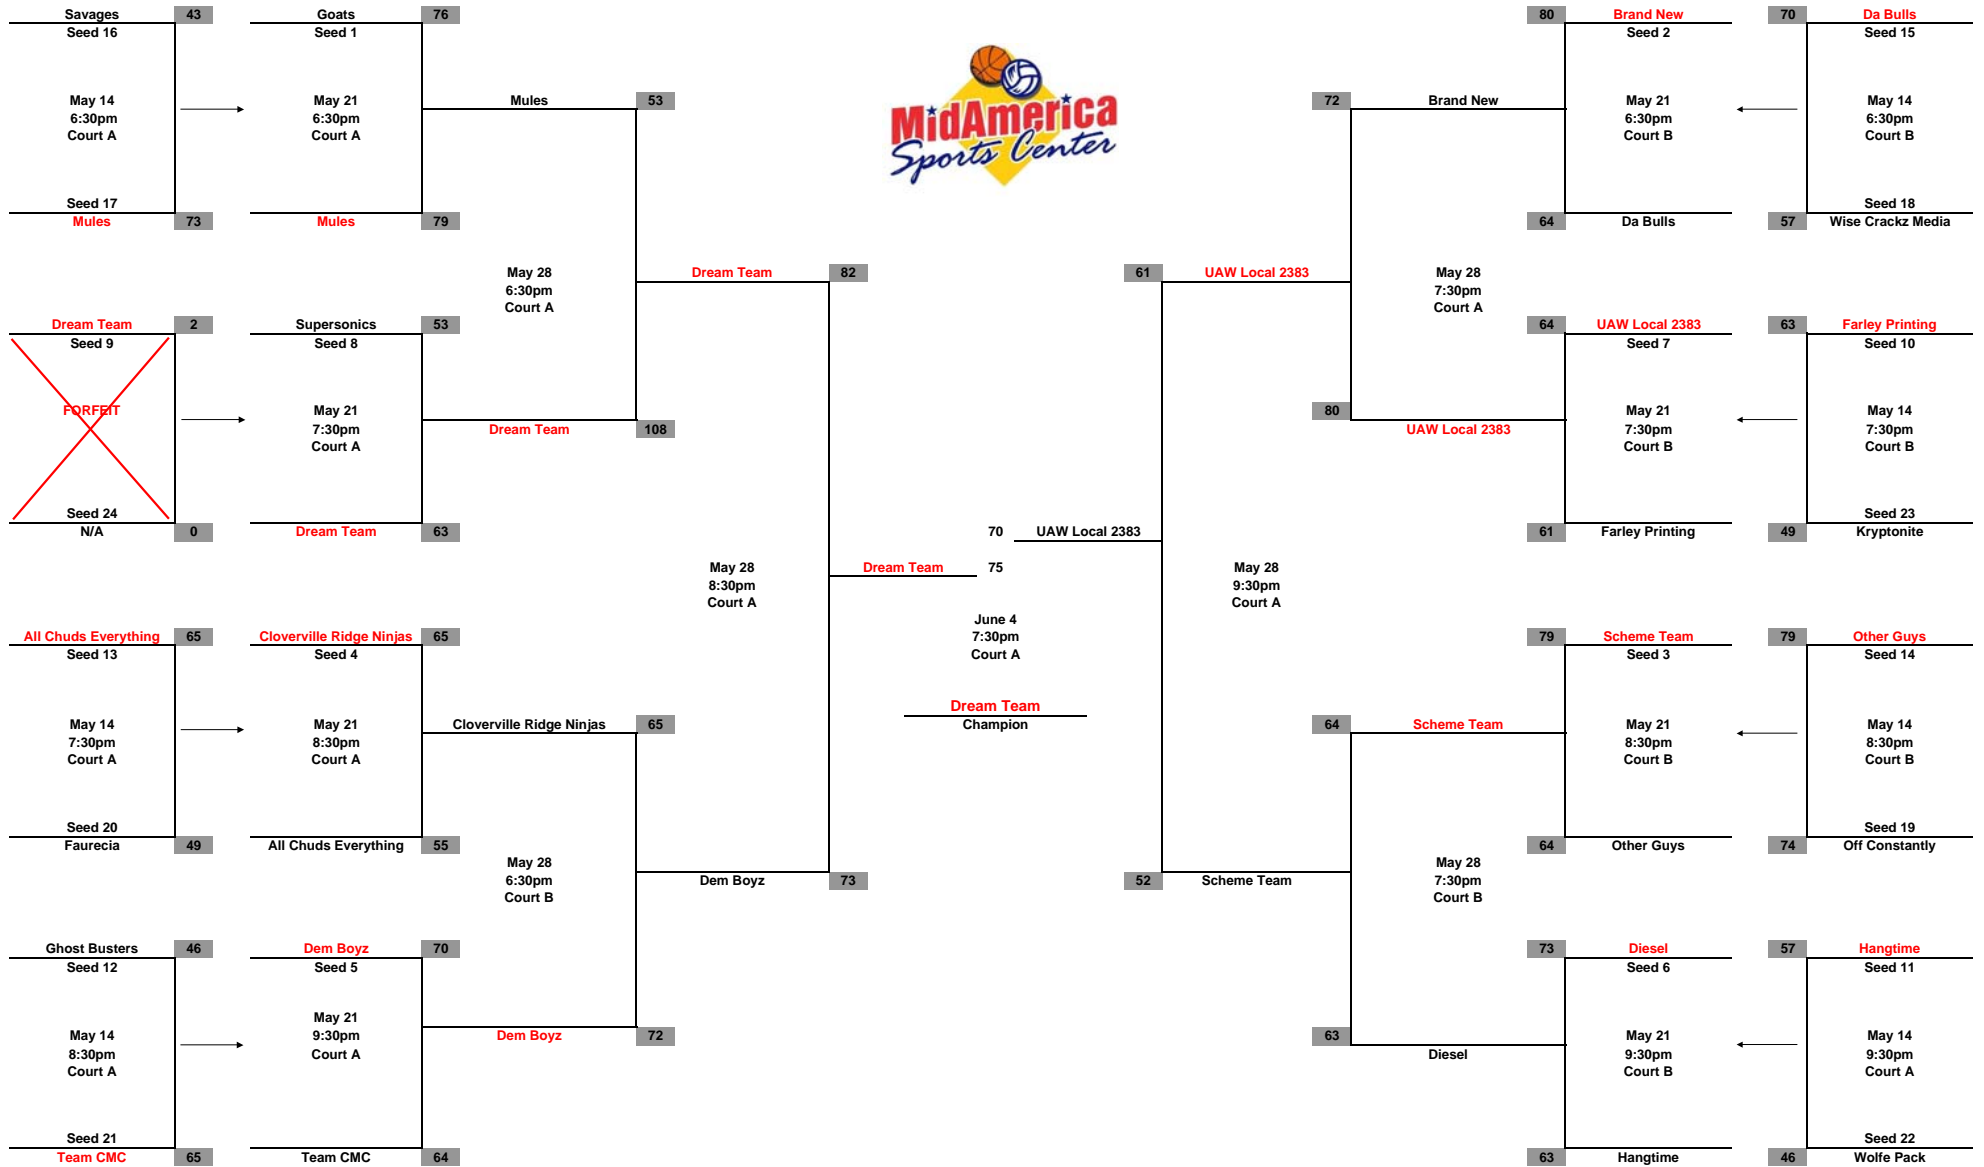 Savages 43
Seed 16
May 14
6:30pm
Court A
Seed 17
Mules 73
Goats 76
Seed 1
May 21
6:30pm
Court A
Mules 79
Dream Team 2
Seed 9
FORFEIT
Seed 24
N/A 0
Supersonics 53
Seed 8
May 21
7:30pm
Court A
Dream Team 63
All Chuds Everything 65
Seed 13
May 14
7:30pm
Court A
Seed 20
Faurecia 49
Cloverville Ridge Ninjas 65
Seed 4
May 21
8:30pm
Court A
All Chuds Everything 55
Ghost Busters 46
Seed 12
May 14
8:30pm
Court A
Seed 21
Team CMC 65
Dem Boyz 70
Seed 5
May 21
9:30pm
Court A
Team CMC 64
Mules 53
May 28
6:30pm
Court A
Dream Team 108
Cloverville Ridge Ninjas 65
May 28
6:30pm
Court B
Dem Boyz 72
Dream Team 82
May 28
8:30pm
Court A
Dem Boyz 73
MidAmerica
Sports Center
70 UAW Local 2383
Dream Team 75
June 4
7:30pm
Court A
Dream Team
Champion
61 UAW Local 2383
May 28
9:30pm
Court A
52 Scheme Team
72 Brand New
May 28
7:30pm
Court A
80 UAW Local 2383
64 Scheme Team
May 28
7:30pm
Court B
63 Diesel
80 Brand New
Seed 2
May 21
6:30pm
Court B
64 Da Bulls
70 Da Bulls
Seed 15
May 14
6:30pm
Court B
Seed 18
57 Wise Crackz Media
64 UAW Local 2383
Seed 7
May 21
7:30pm
Court B
61 Farley Printing
63 Farley Printing
Seed 10
May 14
7:30pm
Court B
Seed 23
49 Kryptonite
79 Scheme Team
Seed 3
May 21
8:30pm
Court B
64 Other Guys
79 Other Guys
Seed 14
May 14
8:30pm
Court B
Seed 19
74 Off Constantly
73 Diesel
Seed 6
May 21
9:30pm
Court B
63 Hangtime
57 Hangtime
Seed 11
May 14
9:30pm
Court A
Seed 22
46 Wolfe Pack